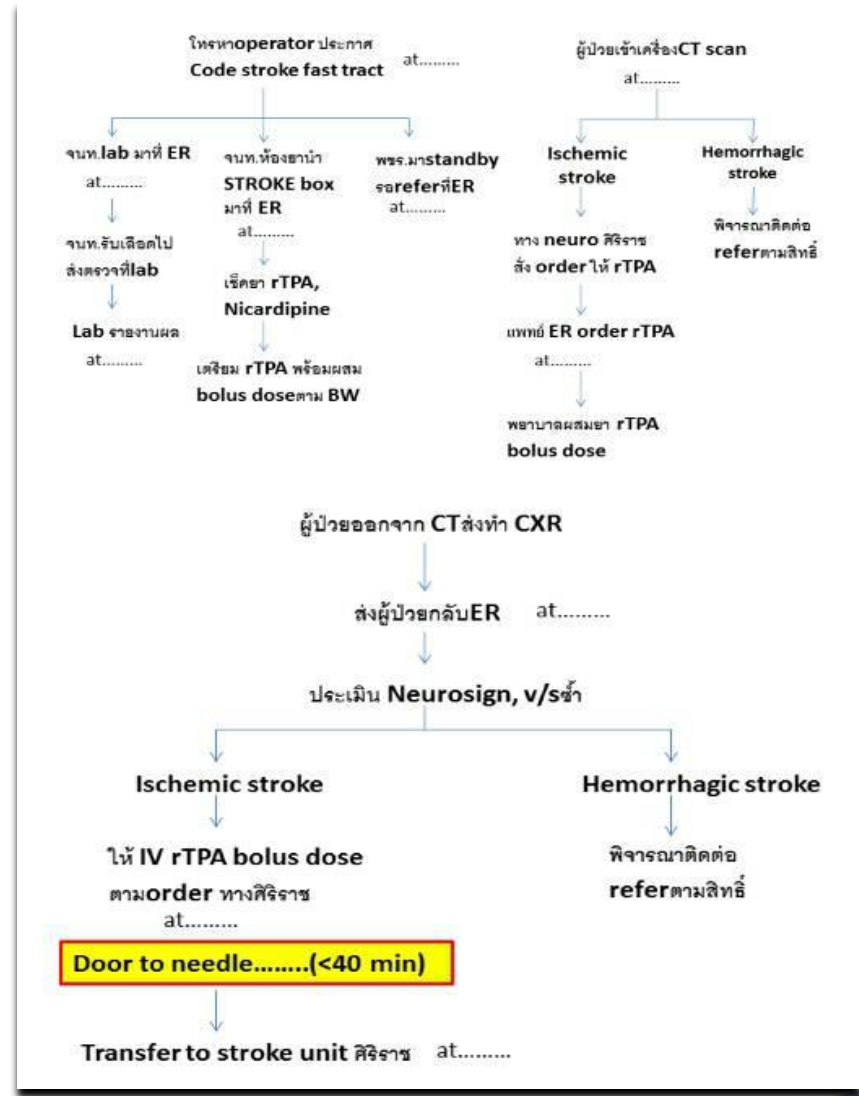 โทรหาoperator ประกาศ
Code stroke fast tract at.........
จนท.lab มาที่ ER
at.........
จนท.รับเลือดไป
ส่งตรวจที่lab
Lab รายงานผล
at.........
จนท.ห้องยานำ
STROKE box
มาที่ ER
at.........
เช็คยา rTPA,
Nicardipine
เตรียม rTPA พร้อมผสม
bolus doseตาม BW
พขร.มาstandby
รอreferที่ER
at.........
ผู้ป่วยเข้าเครื่องCT scan
at.........
Ischemic
stroke
ทาง neuro ศิริราช
สั่ง order ให้ rTPA
แพทย์ ER order rTPA
at.........
พยาบาลผสมยา rTPA
bolus dose
Hemorrhagic
stroke
พิจารณาติดต่อ
referตามสิทธิ์
ผู้ป่วยออกจาก CTส่งทำ CXR
ส่งผู้ป่วยกลับER at.........
ประเมิน Neurosign, v/sซ้ำ
Ischemic stroke
ให้ IV rTPA bolus dose
ตามorder ทางศิริราช
at.........
Door to needle........(<40 min)
Transfer to stroke unit ศิริราช at.........
Hemorrhagic stroke
พิจารณาติดต่อ
referตามสิทธิ์